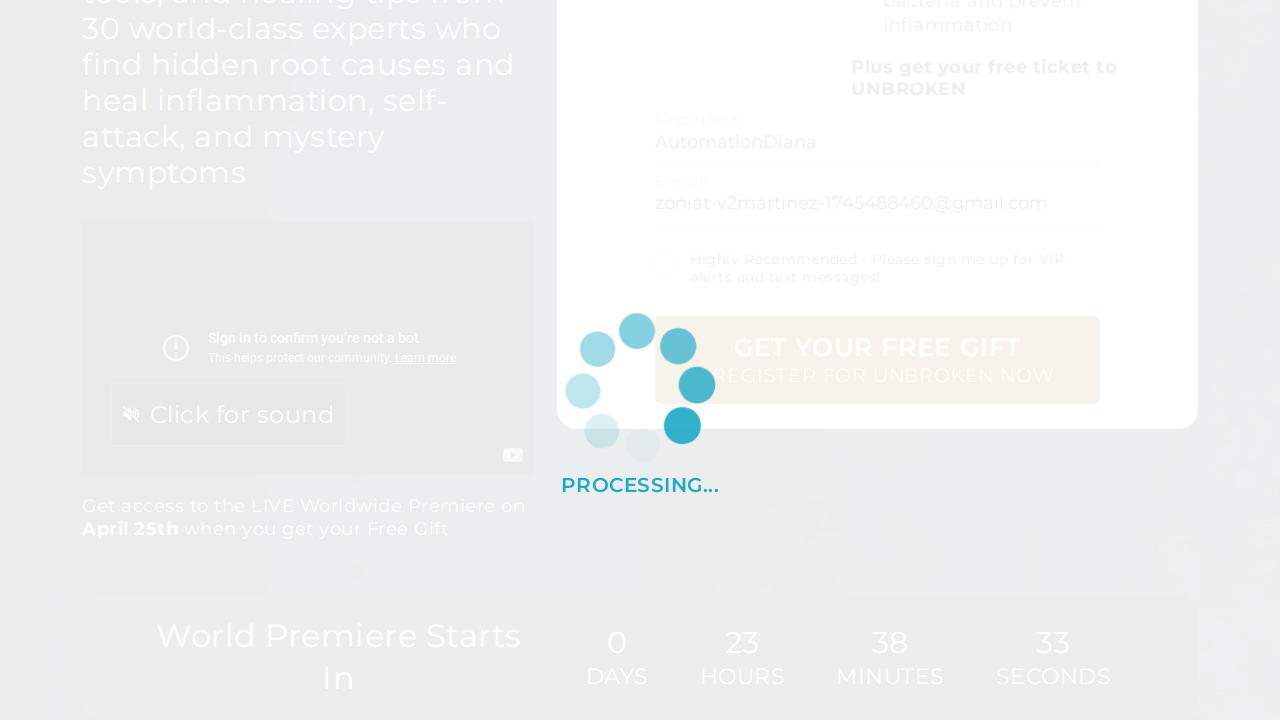 tools, and healing tips from
30 world-class experts who
find hidden root causes and
heal inflammation, self-
attack, and mystery
symptoms
Sign in to confirm you're not a bot
This helps protect our community. Learn more
Click for sound
Get access to the LIVE Worldwide Premiere on
April 25th when you get your Free Gift
bacteria and prevent
inflammation
Plus get your free ticket to
UNBROKEN
First Name*
AutomationDiana
E-mail*
zoniat-v2martinez-1745488460@gmail.com
Highly Recommended - Please sign me up for VIP
alerts and text messages!
GET YOUR FREE GIFT
REGISTER FOR UNBROKEN NOW
PROCESSING...
World Premiere Starts
In
0
DAYS
23
HOURS
38
MINUTES
33
SECONDS